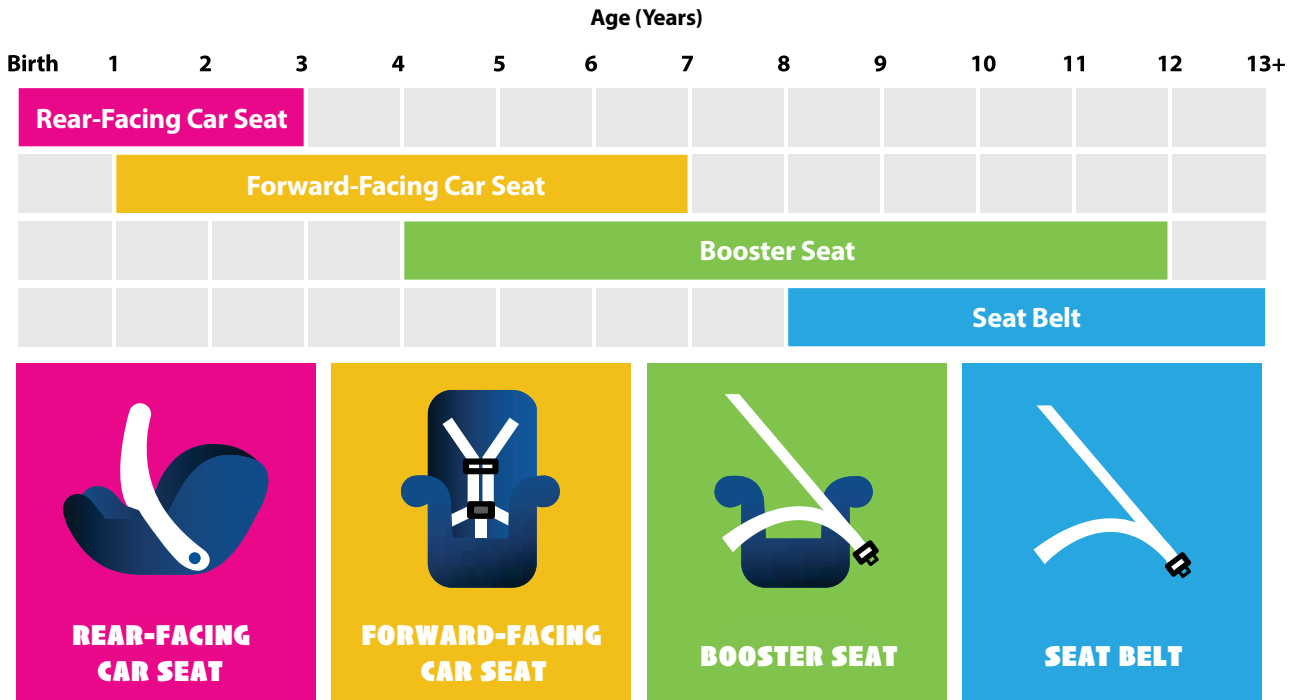 Age (Years)
Birth 1 2 3 4 5 6 7 8 9 10 11 12 13+
Rear-Facing Car Seat
Forward-Facing Car Seat
Booster Seat
Seat Belt
REAR-FACING
CAR SEAT
FORWARD-FACING
CAR SEAT
BOOSTER SEAT
SEAT BELT